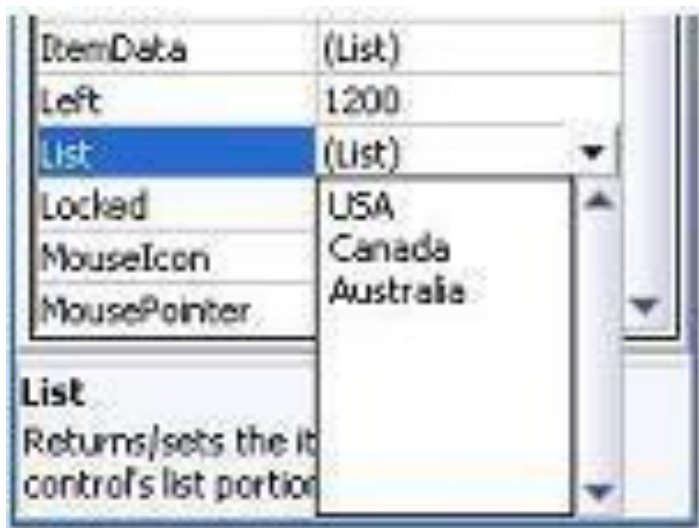 ItemData (List)
Left 1200
List (List)
Locked
USA
MouseIcon
Canada
MousePointer
Australia
List
Returns/sets the it
control's list portion